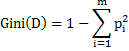 Gini(D) = 1 − ∑_{i=1}^{m} p_i^2